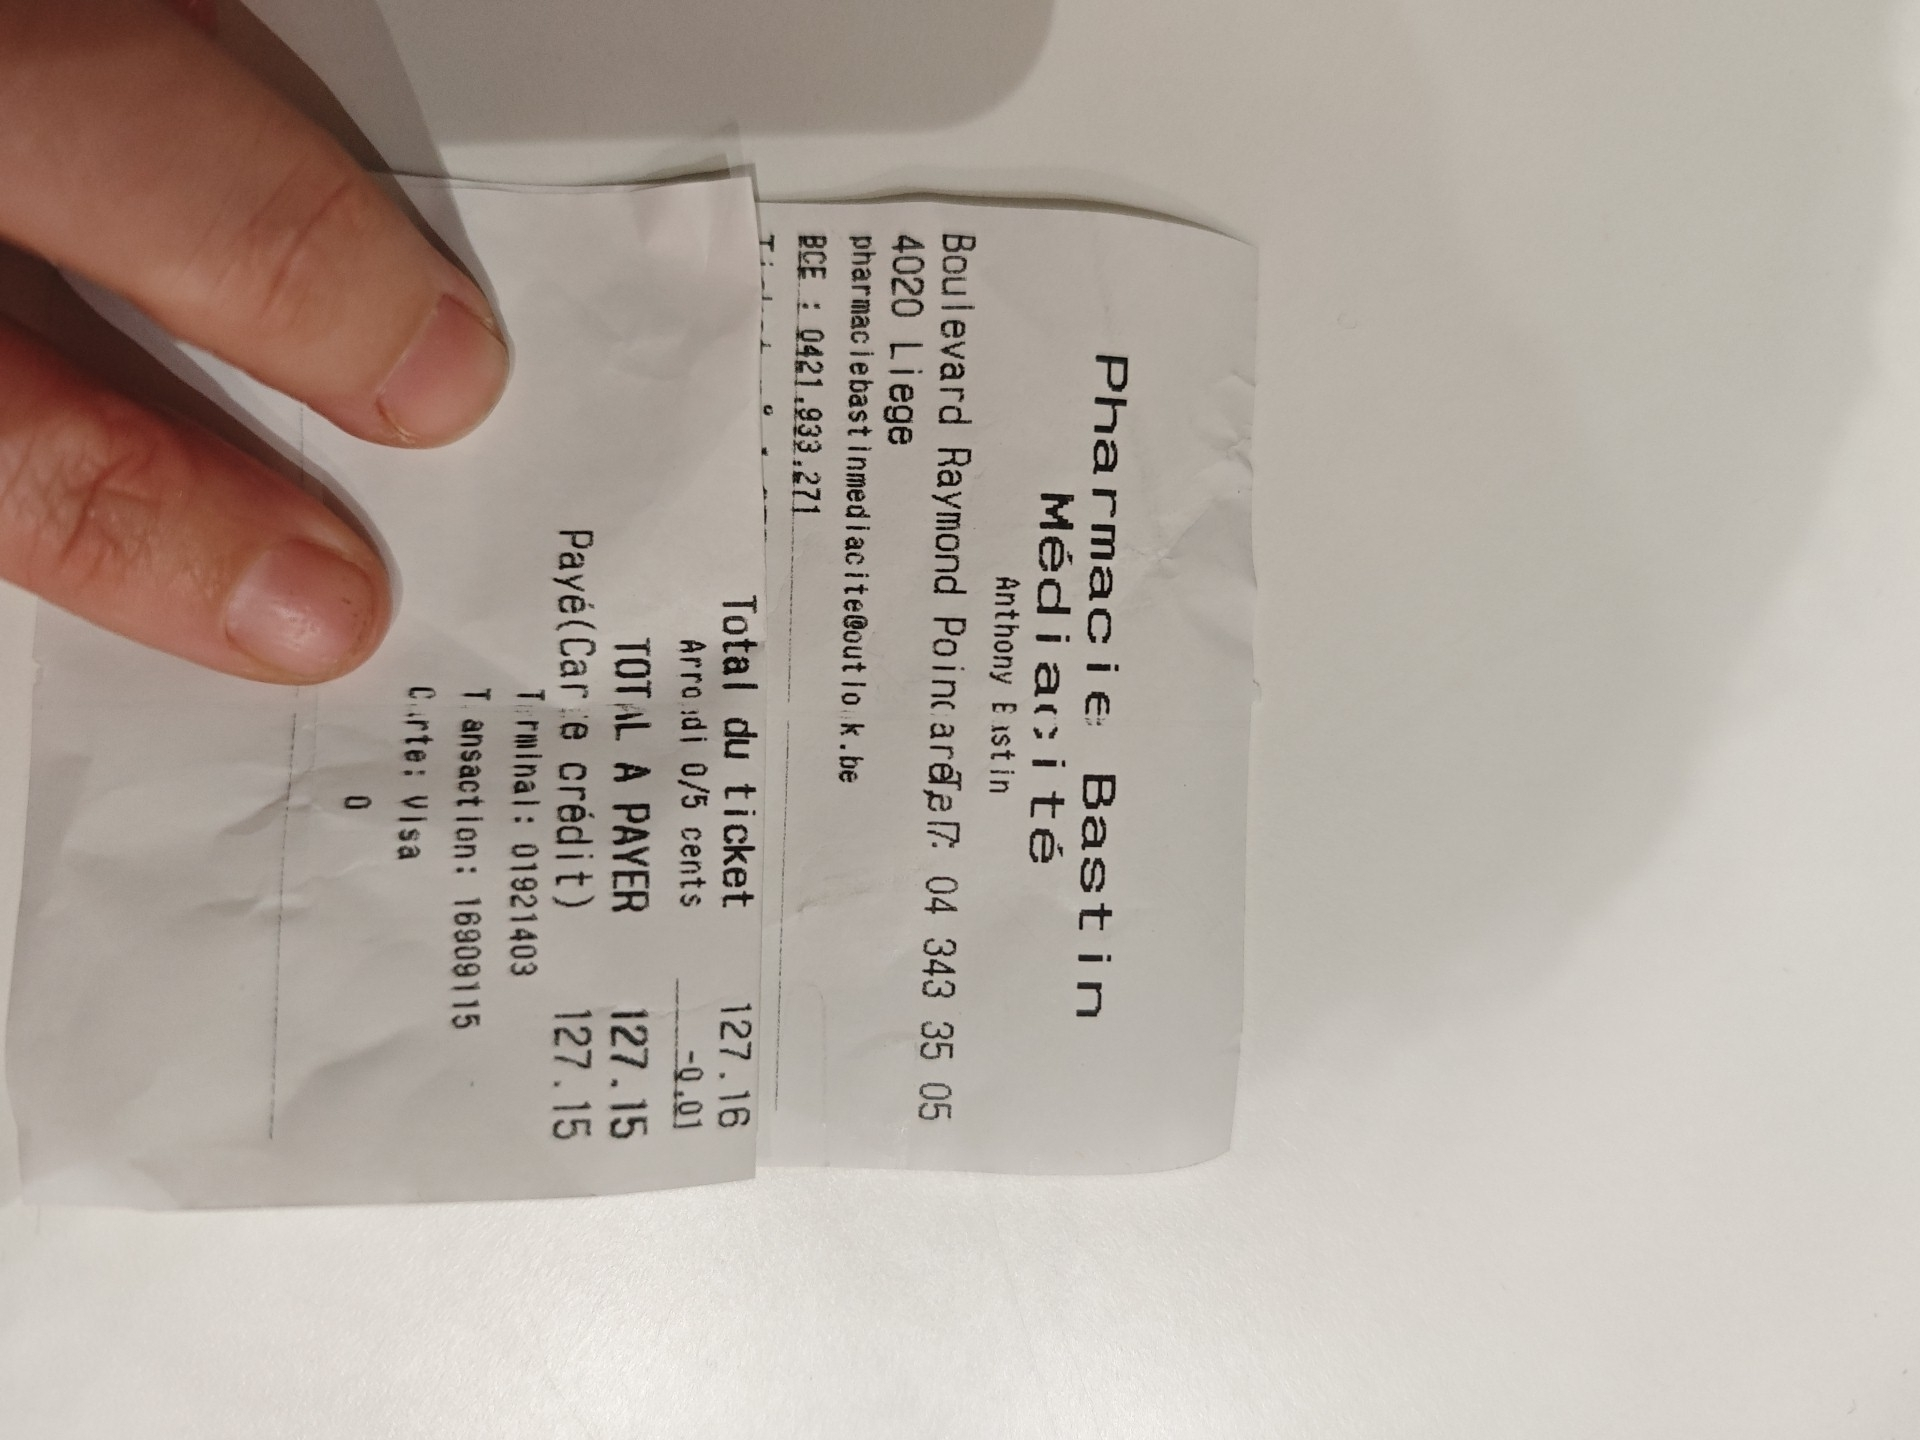 Pharmacie Bastin
Médiacité
Anthony Bastin
Boulevard Raymond Poincaré, 7 Tel: 04 343 35 05
4020 Liege
pharmaciebastinmediacite@outlook.be
BCE : 0421.933.271
Total du ticket 127.16
Arrondi 0/5 cents -0.01
TOTAL A PAYER 127.15
Payé(Carte crédit) 127.15
Terminal: 01921403
Transaction: 16909115
Carte: Visa
0